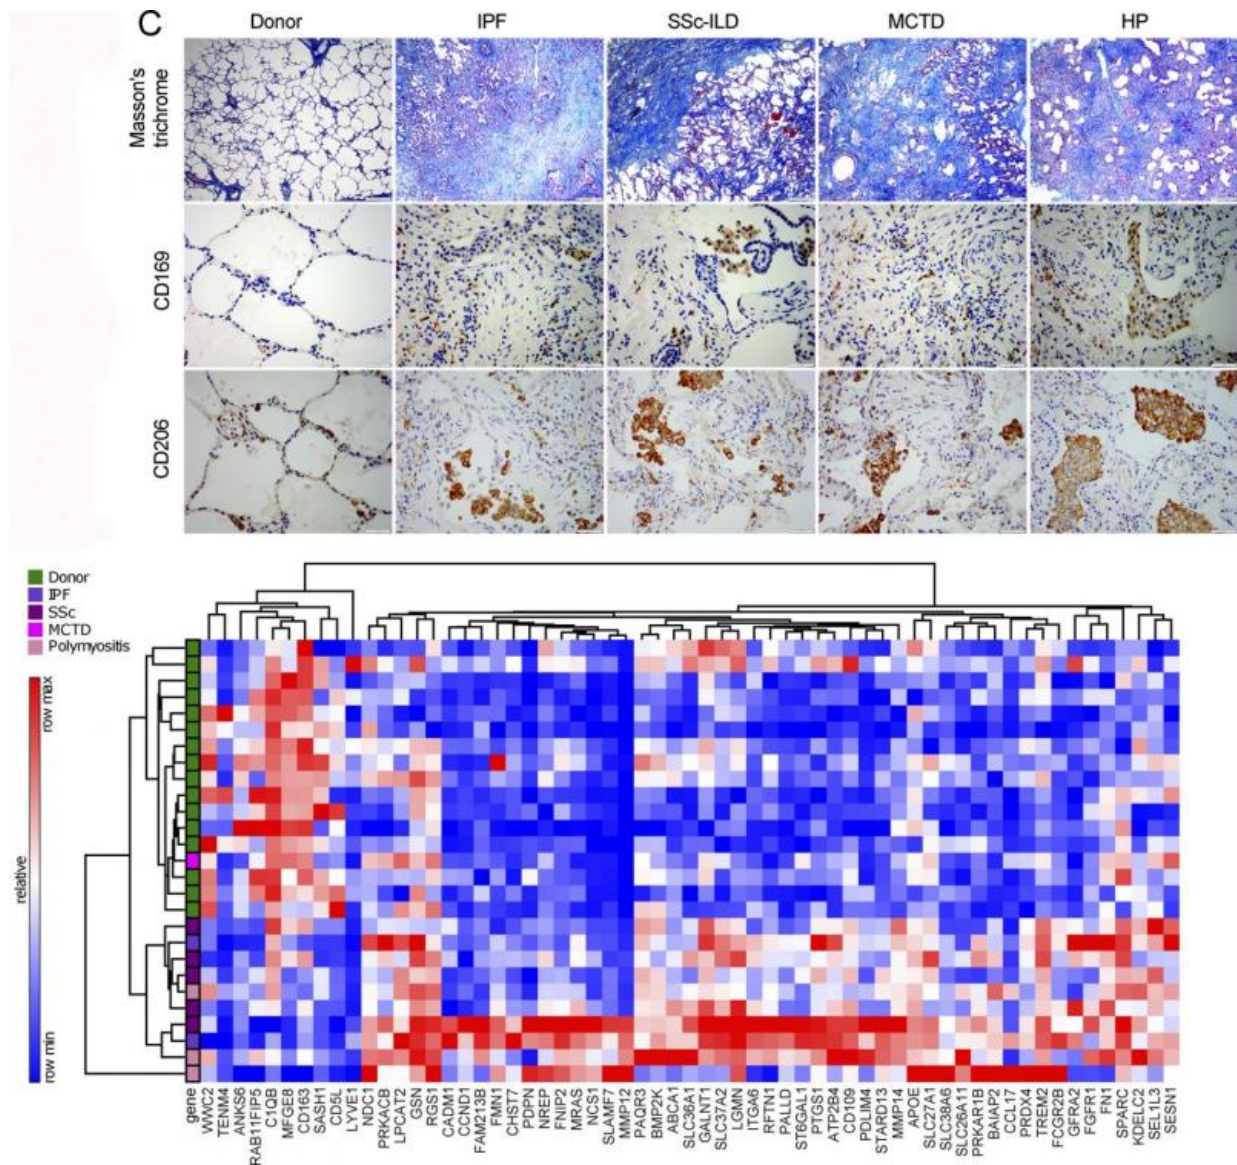 C
Donor IPF SSc-ILD MCTD HP
Masson's
trichrome
CD169
CD206
Donor
IPF
SSc
MCTD
Polymyositis
row max
relative
row min
gene
WWC2
TENM4
ANKS6
RAB11FIP5
C1QB
MFGE8
CD163
SASH1
CD5L
LYVE1
NDC1
PRKACB
LPCAT2
GSN
RGS1
CADM1
CCND1
FAM213B
FMN1
CHST7
PDPN
NREP
FNIP2
MRAS
NCS1
SLAMF7
MMP12
PAQR3
BMP2K
ABCA1
SLC36A1
GALNT1
SLC37A2
LGMN
ITGA6
RFTN1
PALLD
ST6GAL1
PTGS1
ATP2B4
CD109
PDLIM4
STARD13
MMP14
APOE
SLC27A1
SLC38A6
SLC26A11
PRKAR1B
BAIAP2
CCL17
PRDX4
TREM2
FCGR2B
GFRA2
FGFR1
FN1
SPARC
KDELC2
SEL1L3
SESN1